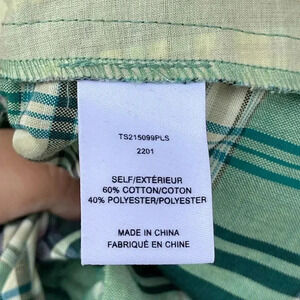 TS215099PLS
2201
SELF/EXTÉRIEUR
60% COTTON/COTON
40% POLYESTER/POLYESTER
MADE IN CHINA
FABRIQUÉ EN CHINE